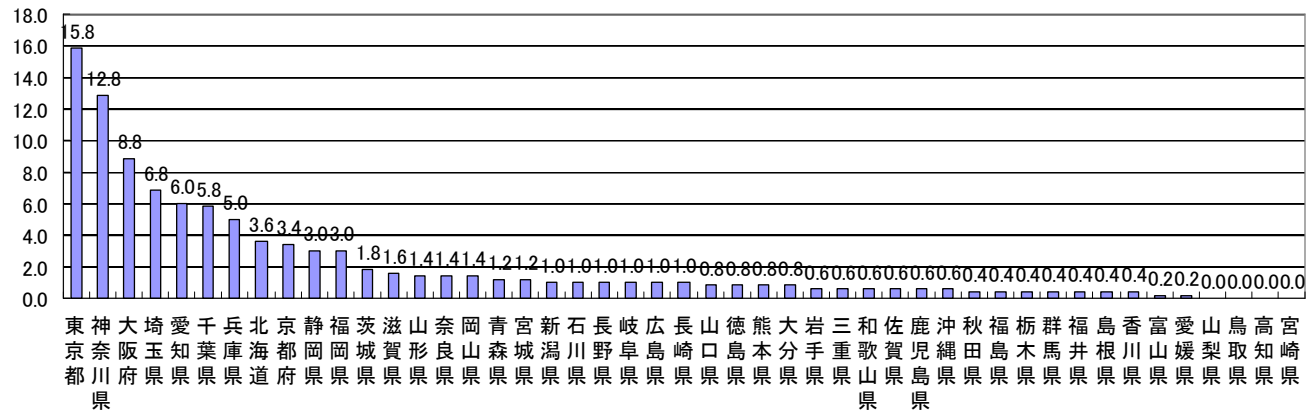 18.0
16.0
14.0
12.0
10.0
8.0
6.0
4.0
2.0
0.0
15.8
12.8
8.8
6.8
6.0
5.8
5.0
3.6
3.4
3.0
3.0
1.8
1.6
1.4
1.4
1.4
1.2
1.2
1.0
1.0
1.0
1.0
1.0
1.0
0.8
0.8
0.8
0.8
0.6
0.6
0.6
0.6
0.6
0.6
0.4
0.4
0.4
0.4
0.4
0.4
0.4
0.2
0.2
0.0
0.0
0.0
0.0
東京都
神奈川県
大阪府
埼玉県
愛知県
千葉県
兵庫県
北海道
京都府
静岡県
福岡県
茨城県
滋賀県
山形県
奈良県
岡山県
青森県
宮城県
新潟県
石川県
長野県
岐阜県
広島県
長崎県
山口県
徳島県
熊本県
大分県
岩手県
三重県
和歌山県
佐賀県
鹿児島県
沖縄県
秋田県
福島県
栃木県
群馬県
福井県
島根県
香川県
富山県
愛媛県
山梨県
鳥取県
高知県
宮崎県